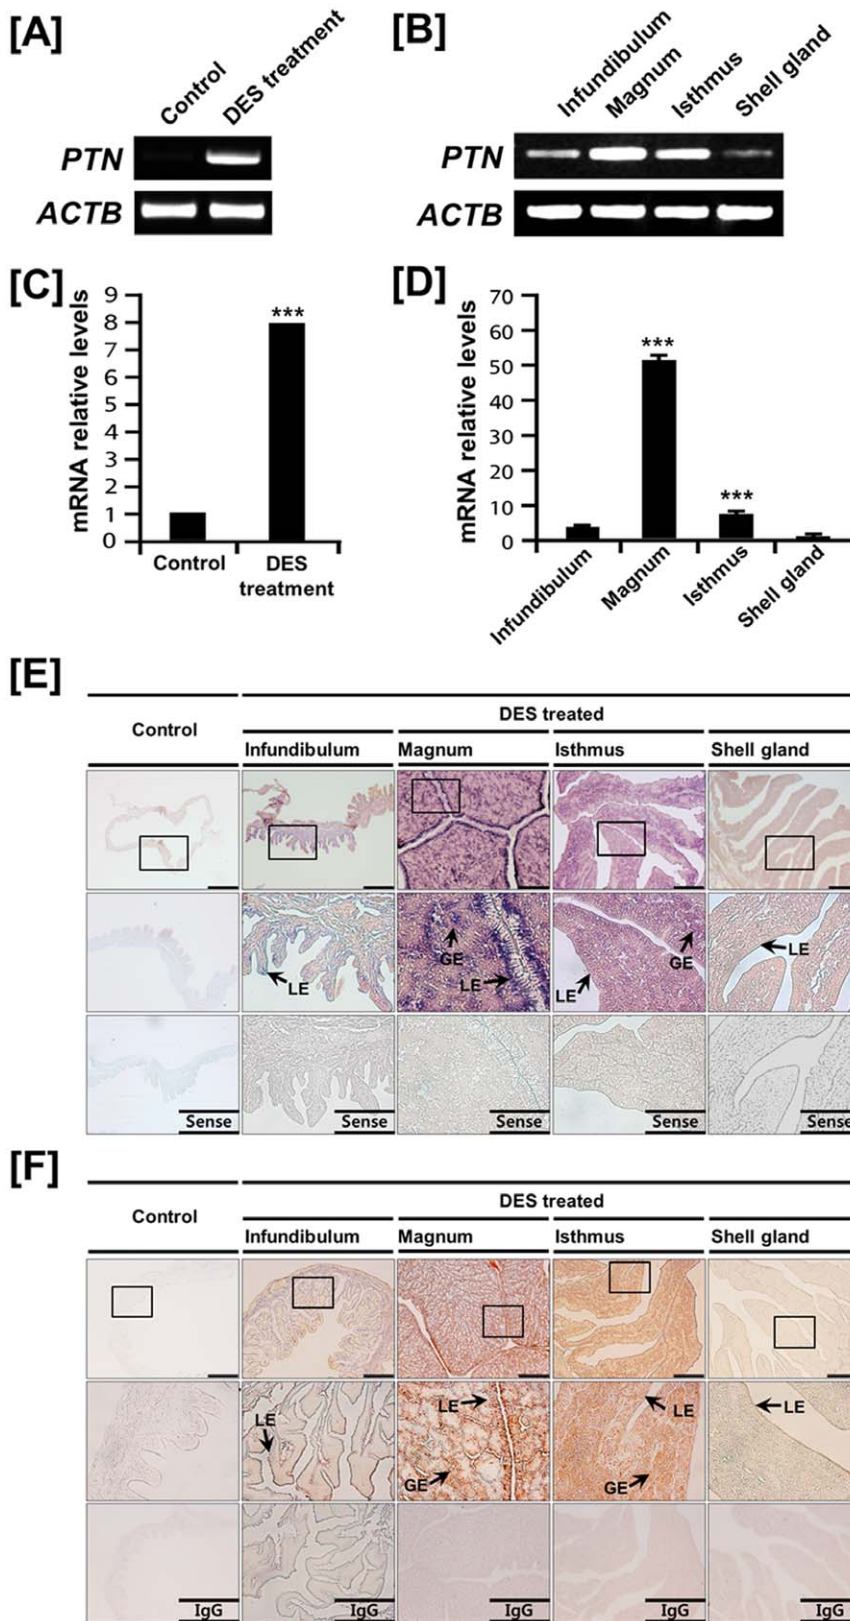 [A]
Control
DES treatment
PTN
ACTB
[B]
Infundibulum
Magnum
Isthmus
Shell gland
PTN
ACTB
[C]
mRNA relative levels
9
8
7
6
5
4
3
2
1
0
***
Control
DES
treatment
[D]
mRNA relative levels
70
60
50
40
30
20
10
0
***
***
Infundibulum
Magnum
Isthmus
Shell gland
[E]
Control
DES treated
Infundibulum
Magnum
Isthmus
Shell gland
LE
GE
LE
LE
GE
LE
Sense
Sense
Sense
Sense
Sense
[F]
Control
DES treated
Infundibulum
Magnum
Isthmus
Shell gland
LE
LE
GE
LE
GE
LE
IgG
IgG
IgG
IgG
IgG